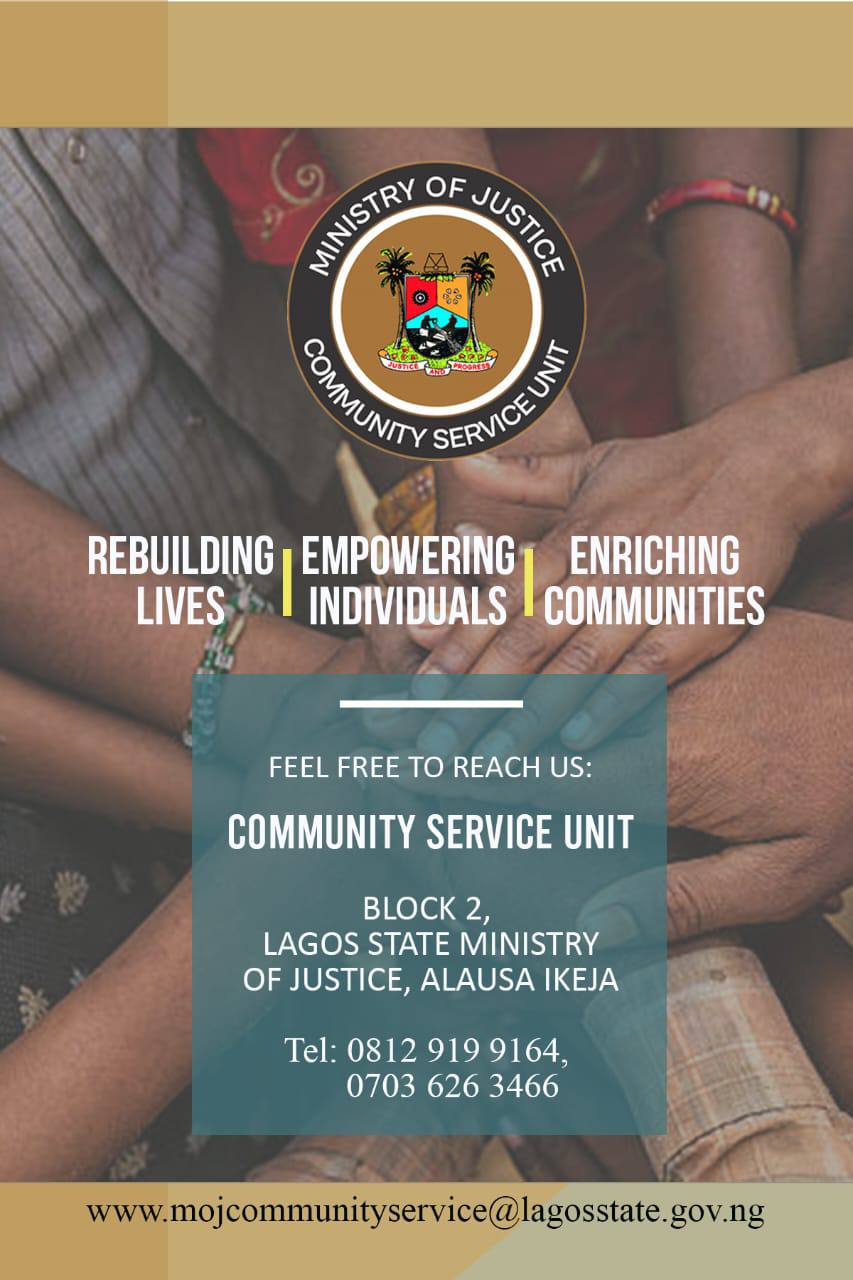 MINISTRY OF JUSTICE
JUSTICE AND PROGRESS
COMMUNITY SERVICE UNIT
REBUILDING LIVES
EMPOWERING INDIVIDUALS
ENRICHING COMMUNITIES
FEEL FREE TO REACH US:
COMMUNITY SERVICE UNIT
BLOCK 2,
LAGOS STATE MINISTRY
OF JUSTICE, ALAUSA IKEJA
Tel: 0812 919 9164,
0703 626 3466
www.mojcommunityservice@lagosstate.gov.ng